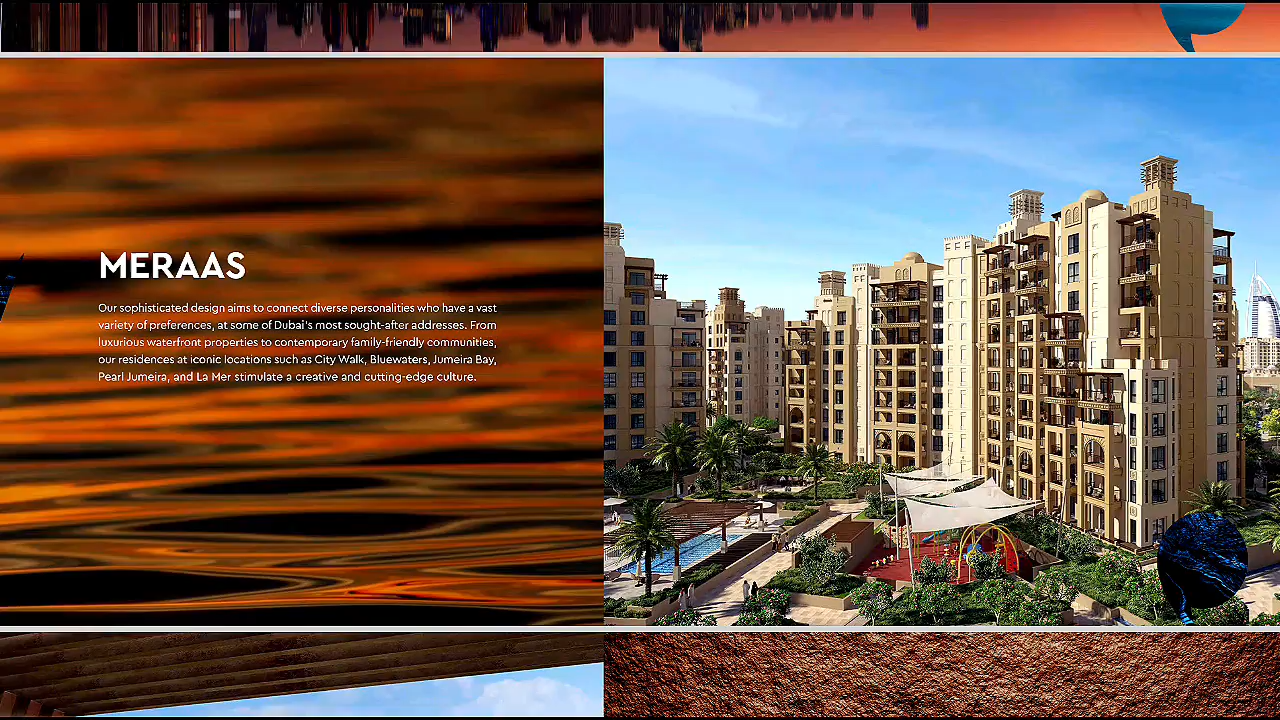 MERAAS
Our sophisticated design aims to connect diverse personalities who have a vast
variety of preferences, at some of Dubai's most sought-after addresses. From
luxurious waterfront properties to contemporary family-friendly communities,
our residences at iconic locations such as City Walk, Bluewaters, Jumeira Bay,
Pearl Jumeira, and La Mer stimulate a creative and cutting-edge culture.